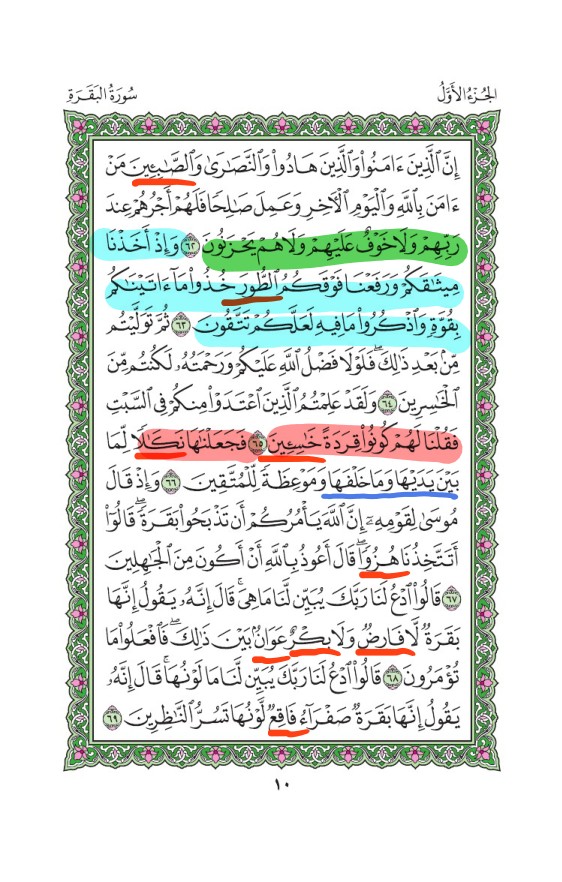 الجُزْءُ الأَوَّلُ
سُورَةُ البَقَرَةِ
إِنَّ ٱلَّذِينَ ءَامَنُواْ وَٱلَّذِينَ هَادُواْ وَٱلنَّصَٰرَىٰ وَٱلصَّٰبِـِٔينَ مَنْ
ءَامَنَ بِٱللَّهِ وَٱلْيَوْمِ ٱلْأٓخِرِ وَعَمِلَ صَٰلِحًا فَلَهُمْ أَجْرُهُمْ عِندَ
رَبِّهِمْ وَلَا خَوْفٌ عَلَيْهِمْ وَلَا هُمْ يَحْزَنُونَ ٦٢ وَإِذْ أَخَذْنَا
مِيثَٰقَكُمْ وَرَفَعْنَا فَوْقَكُمُ ٱلطُّورَ خُذُواْ مَآ ءَاتَيْنَٰكُم
بِقُوَّةٍ وَٱذْكُرُواْ مَا فِيهِ لَعَلَّكُمْ تَتَّقُونَ ٦٣ ثُمَّ تَوَلَّيْتُم
مِّنۢ بَعْدِ ذَٰلِكَۖ فَلَوْلَا فَضْلُ ٱللَّهِ عَلَيْكُمْ وَرَحْمَتُهُۥ لَكُنتُم مِّنَ
ٱلْخَٰسِرِينَ ٦٤ وَلَقَدْ عَلِمْتُمُ ٱلَّذِينَ ٱعْتَدَوْاْ مِنكُمْ فِى ٱلسَّبْتِ
فَقُلْنَا لَهُمْ كُونُواْ قِرَدَةً خَٰسِـِٔينَ ٦٥ فَجَعَلْنَٰهَا نَكَٰلًا لِّمَا
بَيْنَ يَدَيْهَا وَمَا خَلْفَهَا وَمَوْعِظَةً لِّلْمُتَّقِينَ ٦٦ وَإِذْ قَالَ
مُوسَىٰ لِقَوْمِهِۦٓ إِنَّ ٱللَّهَ يَأْمُرُكُمْ أَن تَذْبَحُواْ بَقَرَةًۖ قَالُوٓاْ
أَتَتَّخِذُنَا هُزُوًاۖ قَالَ أَعُوذُ بِٱللَّهِ أَنْ أَكُونَ مِنَ ٱلْجَٰهِلِينَ
٦٧ قَالُواْ ٱدْعُ لَنَا رَبَّكَ يُبَيِّن لَّنَا مَا هِىَۚ قَالَ إِنَّهُۥ يَقُولُ إِنَّهَا
بَقَرَةٌ لَّا فَارِضٌ وَلَا بِكْرٌ عَوَانٌۢ بَيْنَ ذَٰلِكَۖ فَٱفْعَلُواْ مَا
تُؤْمَرُونَ ٦٨ قَالُواْ ٱدْعُ لَنَا رَبَّكَ يُبَيِّن لَّنَا مَا لَوْنُهَاۚ قَالَ إِنَّهُۥ
يَقُولُ إِنَّهَا بَقَرَةٌ صَفْرَآءُ فَاقِعٌ لَّوْنُهَا تَسُرُّ ٱلنَّٰظِرِينَ ٦٩
١٠